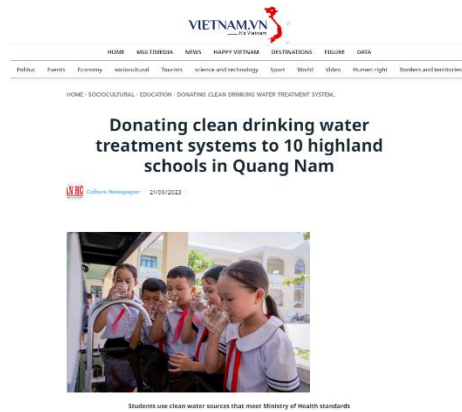 VIETNAM.VN
It's Vietnam
HOME MULTIMEDIA NEWS HAPPY VIETNAM DESTINATIONS FIGURE DATA
Politics Events Economy sociocultural Tourists science and technology Sport World Video Human right Borders and territories
HOME › SOCIOCULTURAL › EDUCATION › DONATING CLEAN DRINKING WATER TREATMENT SYSTEM...
Donating clean drinking water
treatment systems to 10 highland
schools in Quang Nam
Culture Newspaper 21/09/2023
Students use clean water sources that meet Ministry of Health standards